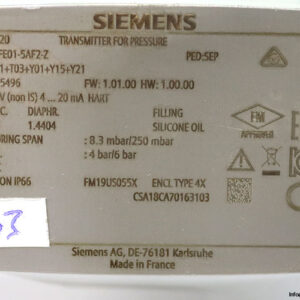 SIEMENS
20 TRANSMITTER FOR PRESSURE
FE01-5AF2-Z PED:SEP
1+T03+Y01+Y15+Y21
5496 FW: 1.01.00 HW: 1.00.00
V (non IS) 4 ... 20 mA HART
C. DIAPHR. FILLING
1.4404 SILICONE OIL
FM
APPROVED
RING SPAN : 8.3 mbar/250 mbar
: 4 bar/6 bar
ION IP66 FM19US055X ENCL TYPE 4X
CSA18CA70163103
53
Siemens AG, DE-76181 Karlsruhe
Made in France